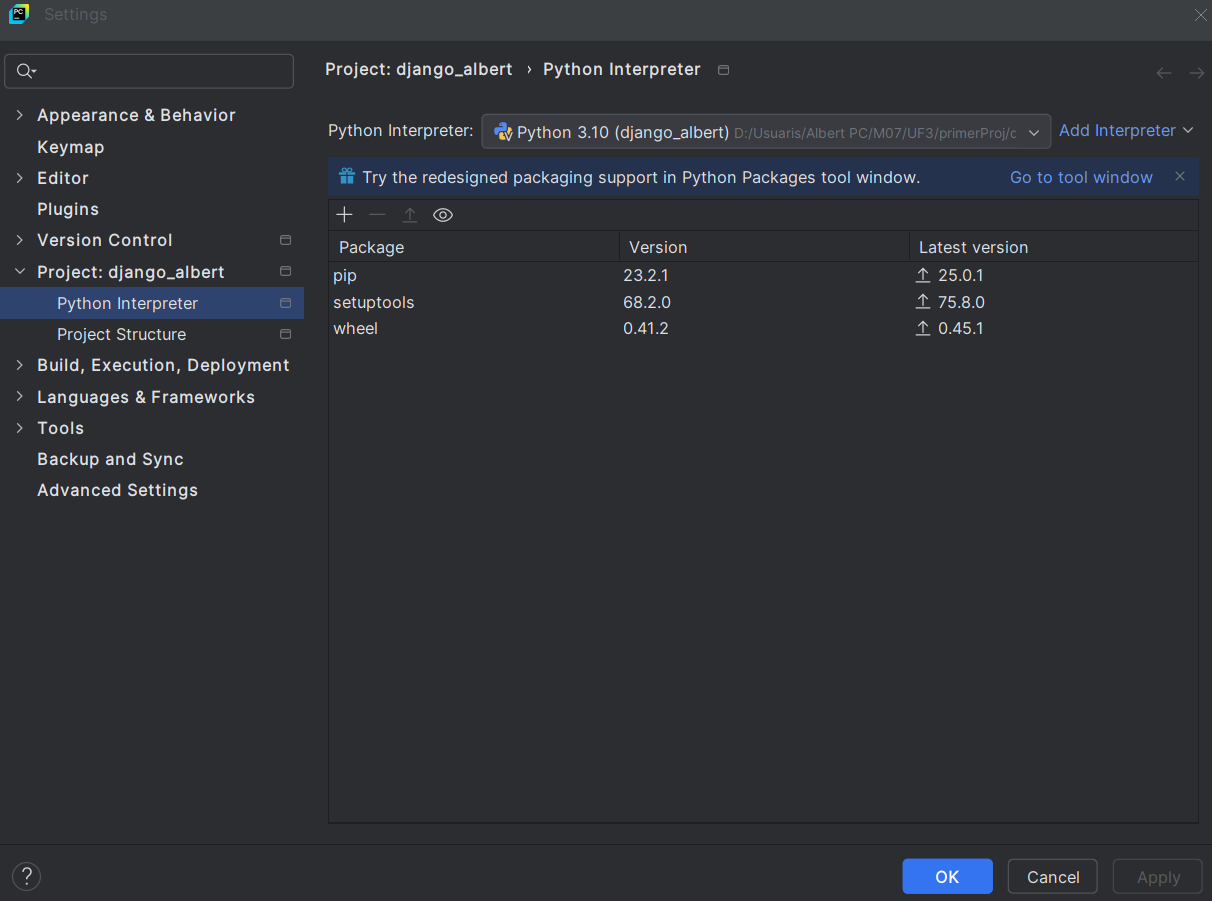 PC
Settings
Project: django_albert › Python Interpreter
Appearance & Behavior
Keymap
Editor
Plugins
Version Control
Project: django_albert
Python Interpreter
Project Structure
Build, Execution, Deployment
Languages & Frameworks
Tools
Backup and Sync
Advanced Settings
Python Interpreter: Python 3.10 (django_albert) D:/Usuaris/Albert PC/M07/UF3/primerProj/c Add Interpreter
Try the redesigned packaging support in Python Packages tool window. Go to tool window
Package Version Latest version
pip 23.2.1 25.0.1
setuptools 68.2.0 75.8.0
wheel 0.41.2 0.45.1
? OK Cancel Apply